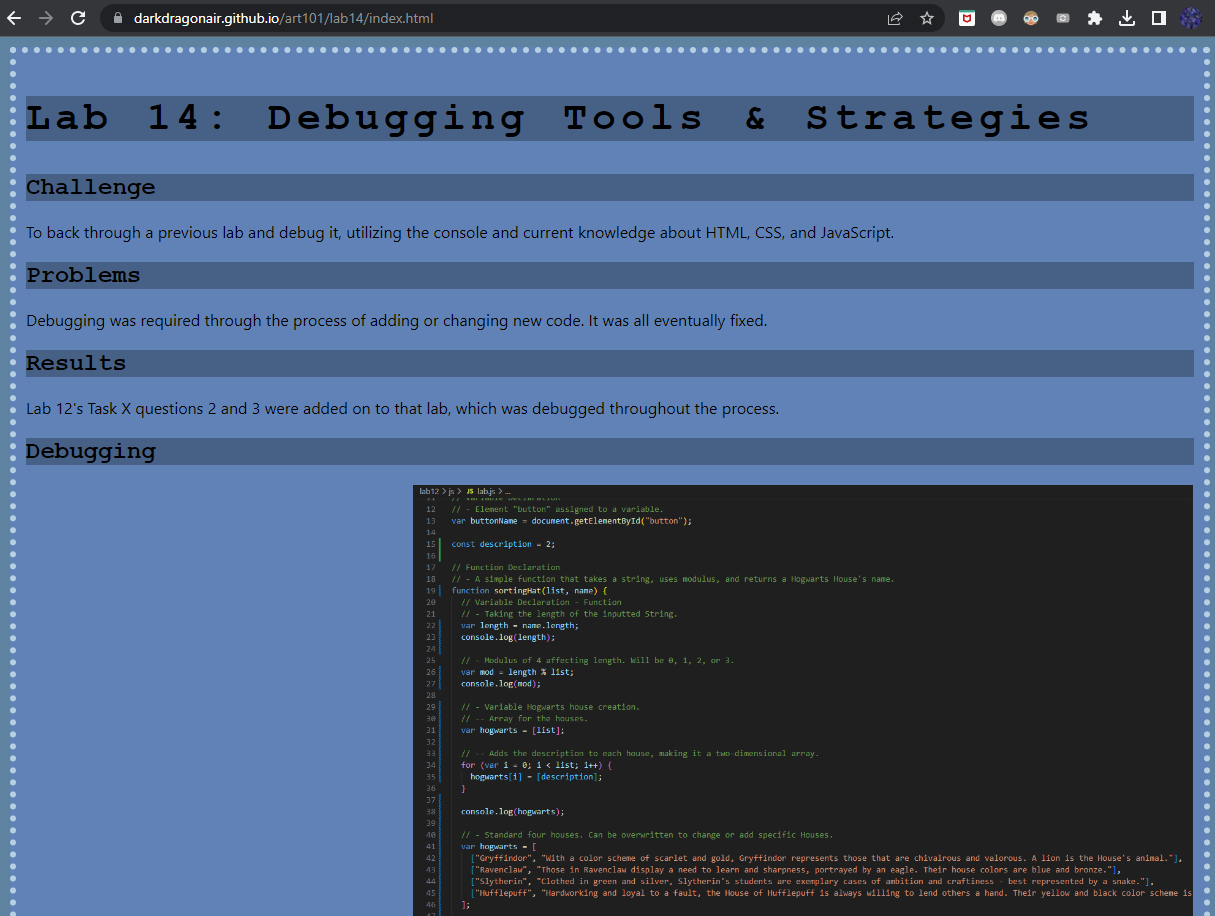 darkdragonair.github.io/art101/lab14/index.html
Lab 14: Debugging Tools & Strategies
Challenge
To back through a previous lab and debug it, utilizing the console and current knowledge about HTML, CSS, and JavaScript.
Problems
Debugging was required through the process of adding or changing new code. It was all eventually fixed.
Results
Lab 12's Task X questions 2 and 3 were added on to that lab, which was debugged throughout the process.
Debugging
lab12 > js > JS lab.js > ...
11 // Variable Declaration
12 // - Element "button" assigned to a variable.
13 var buttonName = document.getElementById("button");
14
15 const description = 2;
16
17 // Function Declaration
18 // - A simple function that takes a string, uses modulus, and returns a Hogwarts House's name.
19 function sortingHat(list, name) {
20 // Variable Declaration - Function
21 // - Taking the length of the inputted String.
22 var length = name.length;
23 console.log(length);
24
25 // - Modulus of 4 affecting length. Will be 0, 1, 2, or 3.
26 var mod = length % list;
27 console.log(mod);
28
29 // - Variable Hogwarts house creation.
30 // -- Array for the houses.
31 var hogwarts = [list];
32
33 // -- Adds the description to each house, making it a two-dimensional array.
34 for (var i = 0; i < list; i++) {
35 hogwarts[i] = [description];
36 }
37
38 console.log(hogwarts);
39
40 // - Standard four houses. Can be overwritten to change or add specific Houses.
41 var hogwarts = [
42 ["Gryffindor", "With a color scheme of scarlet and gold, Gryffindor represents those that are chivalrous and valorous. A lion is the House's animal."],
43 ["Ravenclaw", "Those in Ravenclaw display a need to learn and sharpness, portrayed by an eagle. Their house colors are blue and bronze."],
44 ["Slytherin", "Clothed in green and silver, Slytherin's students are exemplary cases of ambition and craftiness - best represented by a snake."],
45 ["Hufflepuff", "Hardworking and loyal to a fault, the House of Hufflepuff is always willing to lend others a hand. Their yellow and black color scheme is
46 ];
47